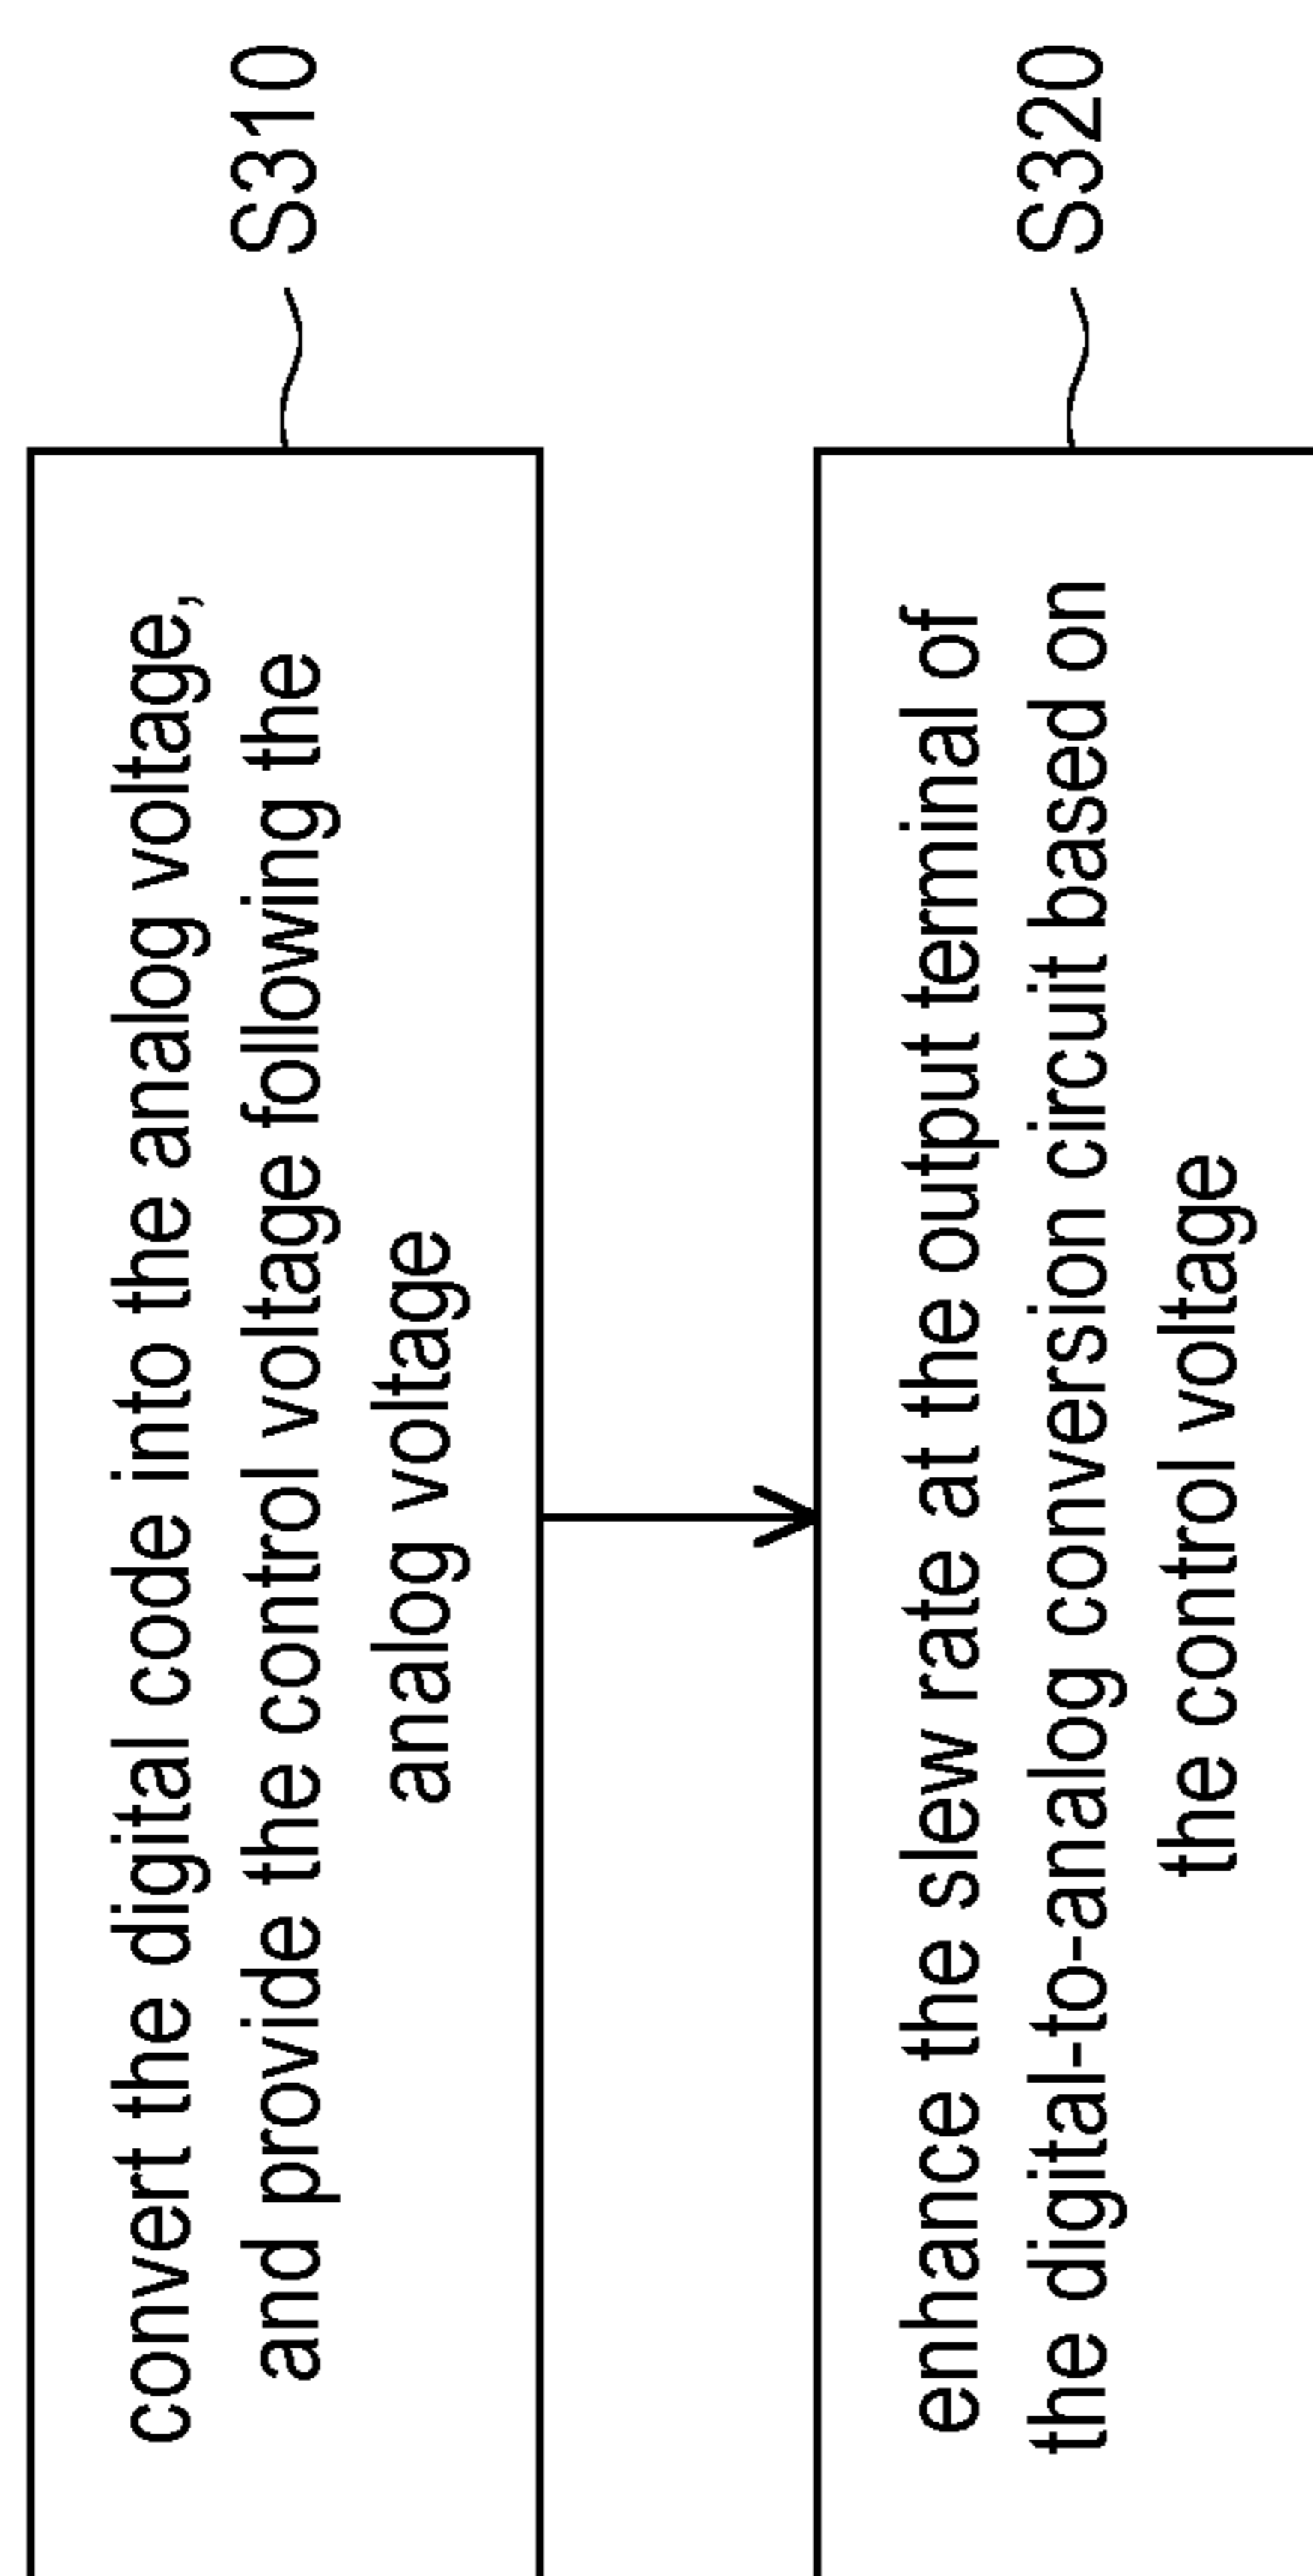 convert the digital code into the analog voltage,
and provide the control voltage following the
analog voltage
S310
enhance the slew rate at the output terminal of
the digital-to-analog conversion circuit based on
the control voltage
S320